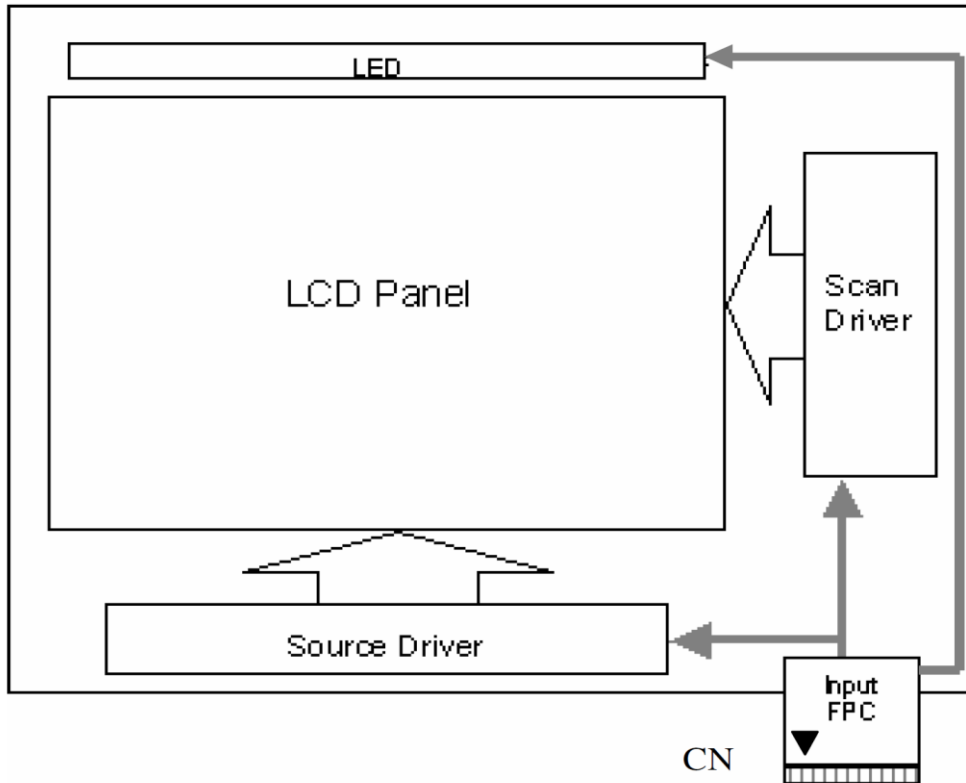 LED
LCD Panel
Scan
Driver
Source Driver
Input
FPC
CN